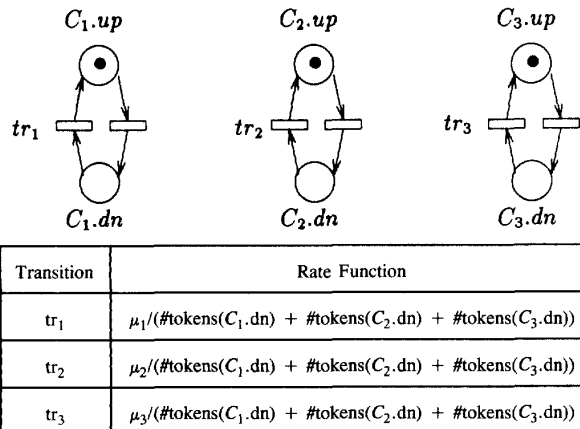 C₁.up C₂.up C₃.up
tr₁ tr₂ tr₃
C₁.dn C₂.dn C₃.dn
Transition Rate Function
tr₁ μ₁/(#tokens(C₁.dn) + #tokens(C₂.dn) + #tokens(C₃.dn))
tr₂ μ₂/(#tokens(C₁.dn) + #tokens(C₂.dn) + #tokens(C₃.dn))
tr₃ μ₃/(#tokens(C₁.dn) + #tokens(C₂.dn) + #tokens(C₃.dn))